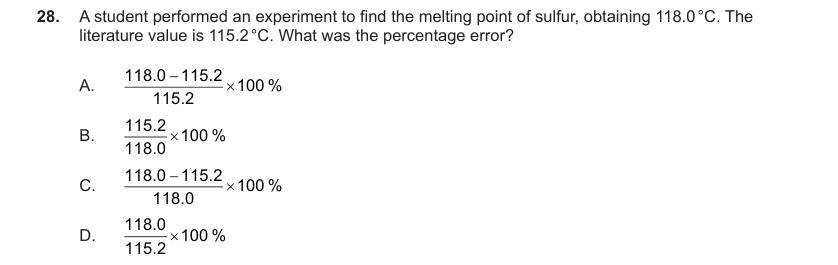 28. A student performed an experiment to find the melting point of sulfur, obtaining 118.0 °C. The
literature value is 115.2 °C. What was the percentage error?
A. 118.0 – 115.2
× 100 %
115.2
B. 115.2
× 100 %
118.0
C. 118.0 – 115.2
× 100 %
118.0
D. 118.0
× 100 %
115.2